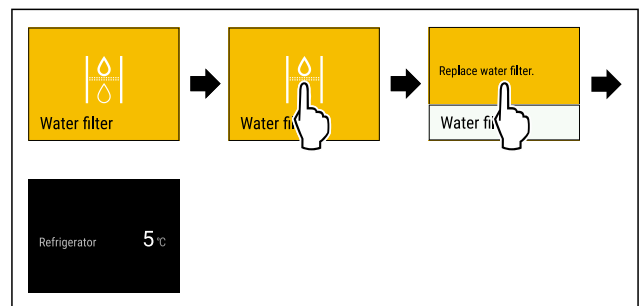 Water filter
Water fi
Replace water filter.
Water fi
Refrigerator 5 °C